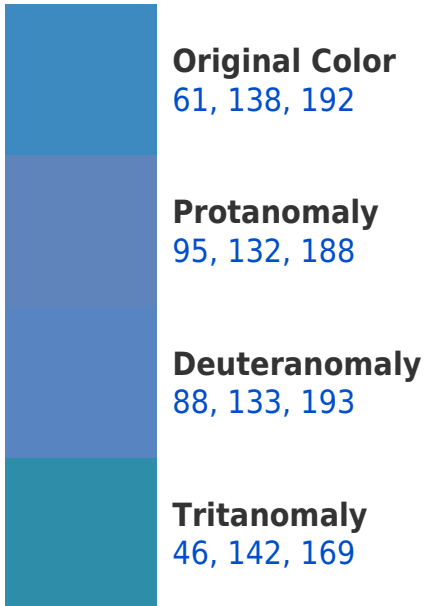 Original Color
61, 138, 192
Protanomaly
95, 132, 188
Deuteranomaly
88, 133, 193
Tritanomaly
46, 142, 169